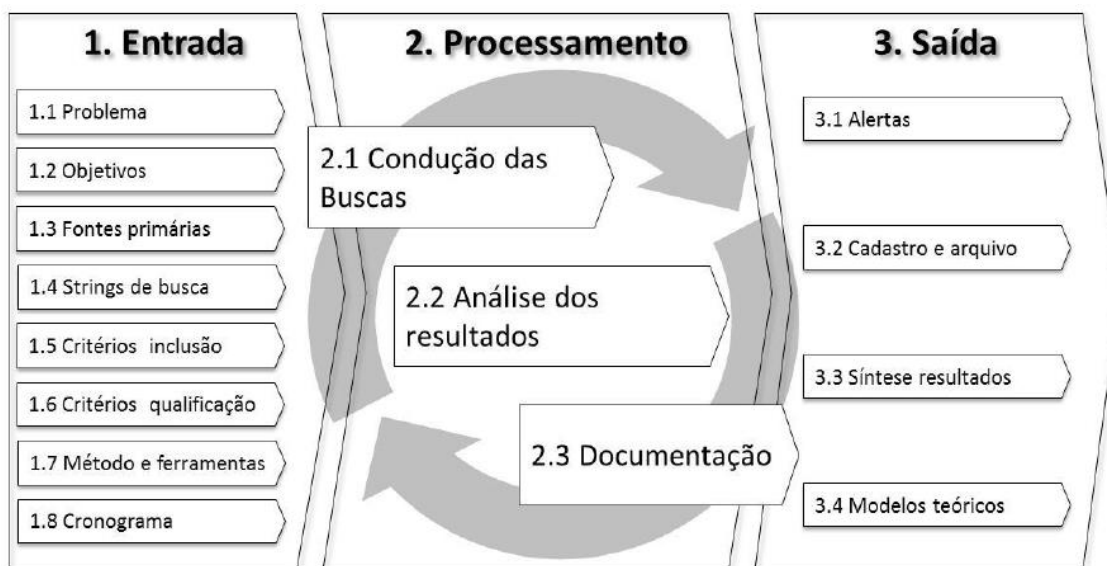 1. Entrada
1.1 Problema
1.2 Objetivos
1.3 Fontes primárias
1.4 Strings de busca
1.5 Critérios inclusão
1.6 Critérios qualificação
1.7 Método e ferramentas
1.8 Cronograma
2. Processamento
2.1 Condução das
Buscas
2.2 Análise dos
resultados
2.3 Documentação
3. Saída
3.1 Alertas
3.2 Cadastro e arquivo
3.3 Síntese resultados
3.4 Modelos teóricos